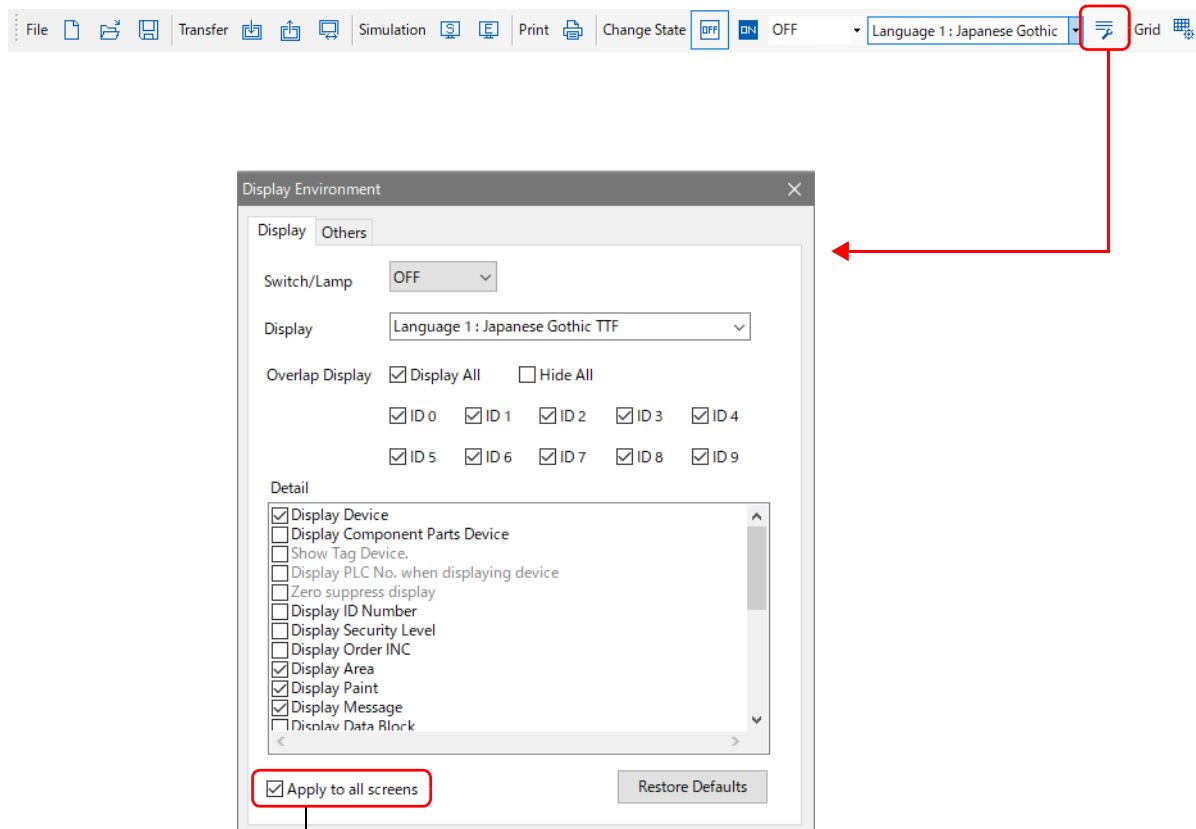 File Transfer Simulation S E Print Change State OFF ON OFF Language 1 : Japanese Gothic Grid
Display Environment
Display Others
Switch/Lamp OFF
Display Language 1 : Japanese Gothic TTF
Overlap Display Display All Hide All
ID 0 ID 1 ID 2 ID 3 ID 4
ID 5 ID 6 ID 7 ID 8 ID 9
Detail
Display Device
Display Component Parts Device
Show Tag Device.
Display PLC No. when displaying device
Zero suppress display
Display ID Number
Display Security Level
Display Order INC
Display Area
Display Paint
Display Message
Display Data Block
Apply to all screens Restore Defaults